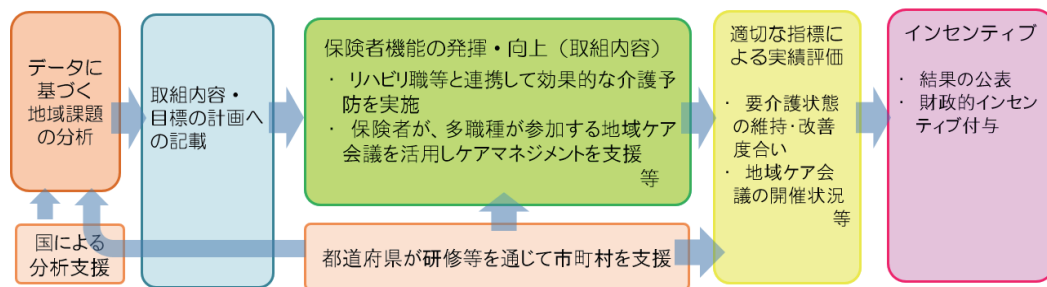 データに
基づく
地域課題
の分析
国による
分析支援
取組内容・
目標の計画へ
の記載
保険者機能の発揮・向上（取組内容）
・ リハビリ職等と連携して効果的な介護予
防を実施
・ 保険者が、多職種が参加する地域ケア
会議を活用しケアマネジメントを支援
等
都道府県が研修等を通じて市町村を支援
適切な指標に
よる実績評価
・ 要介護状態
の維持・改善
度合い
・ 地域ケア会
議の開催状況
等
インセンティブ
・ 結果の公表
・ 財政的インセン
ティブ付与